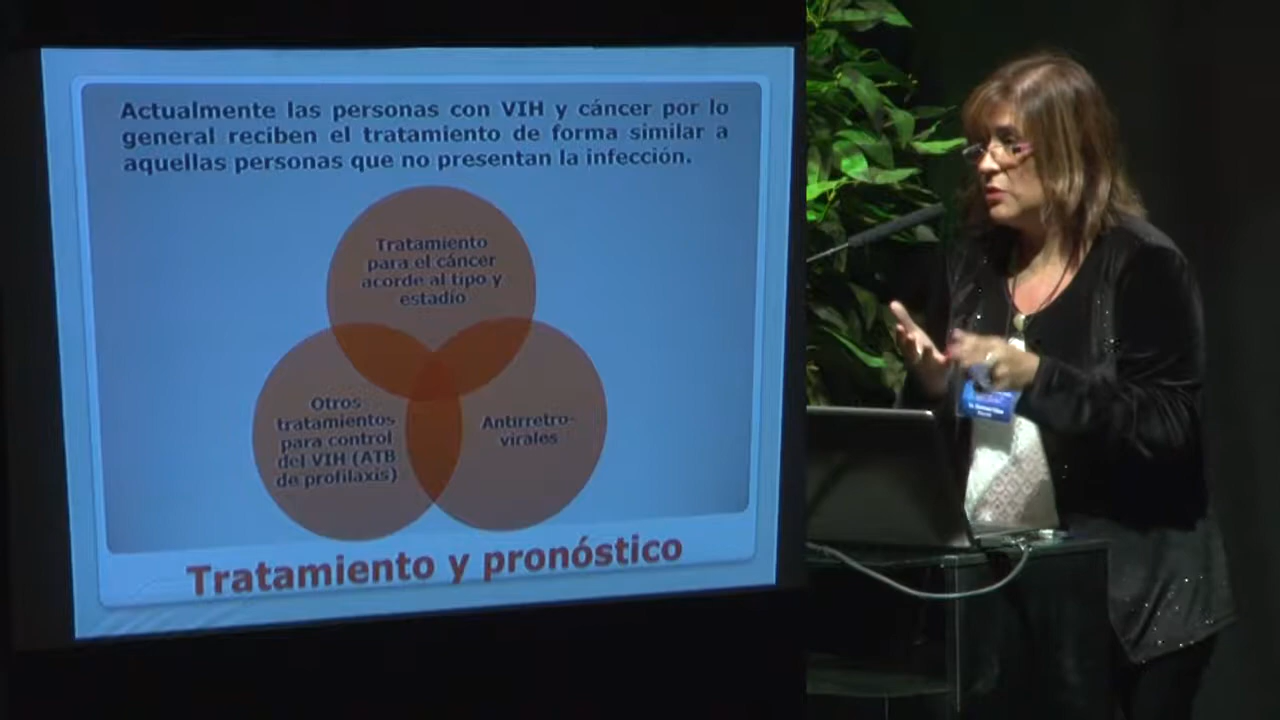 Actualmente las personas con VIH y cáncer por lo
general reciben el tratamiento de forma similar a
aquellas personas que no presentan la infección.
Tratamiento
para el cáncer
acorde al tipo y
estadío
Otros
tratamientos
para control
del VIH (ATB
de profilaxis)
Antirretro-
virales
Tratamiento y pronóstico